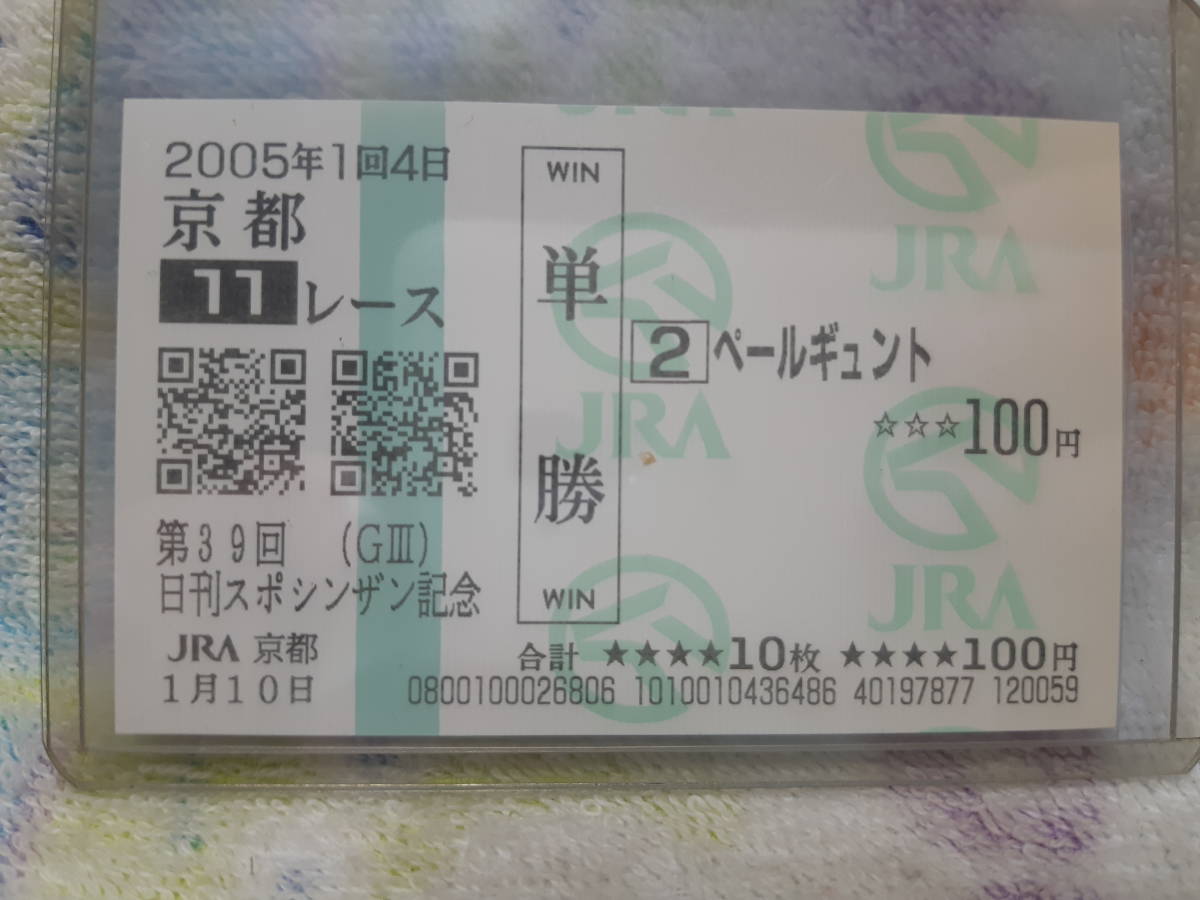 2005年1回4日
京都
11レース
第39回 (GⅢ)
日刊スポシンザン記念
JRA 京都
1月10日
WIN
単勝
WIN
2 ペールギュント
☆☆☆100円
合計 ★★★★10枚 ★★★★100円
0800100026806 1010010436486 40197877 120059
JRA
JRA
JRA
JRA